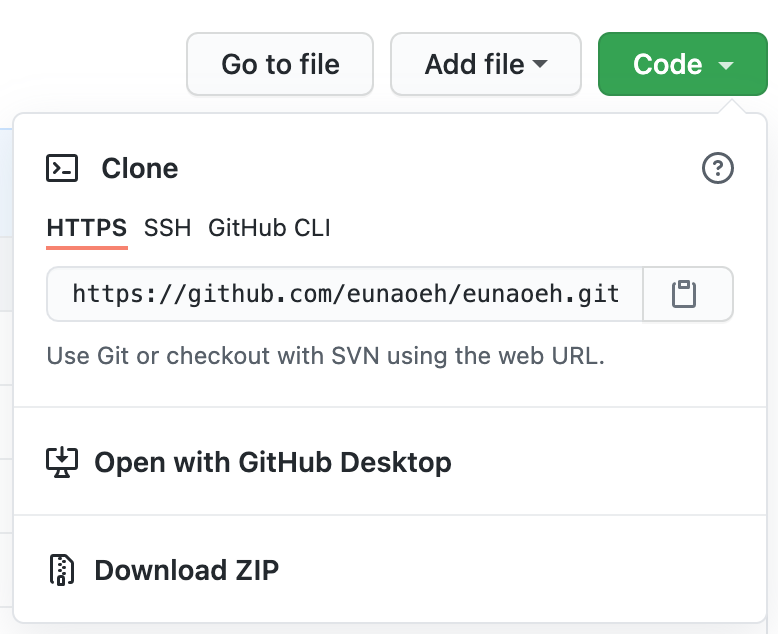 Go to file Add file Code
Clone
HTTPS SSH GitHub CLI
https://github.com/eunaoeh/eunaoeh.git
Use Git or checkout with SVN using the web URL.
Open with GitHub Desktop
Download ZIP